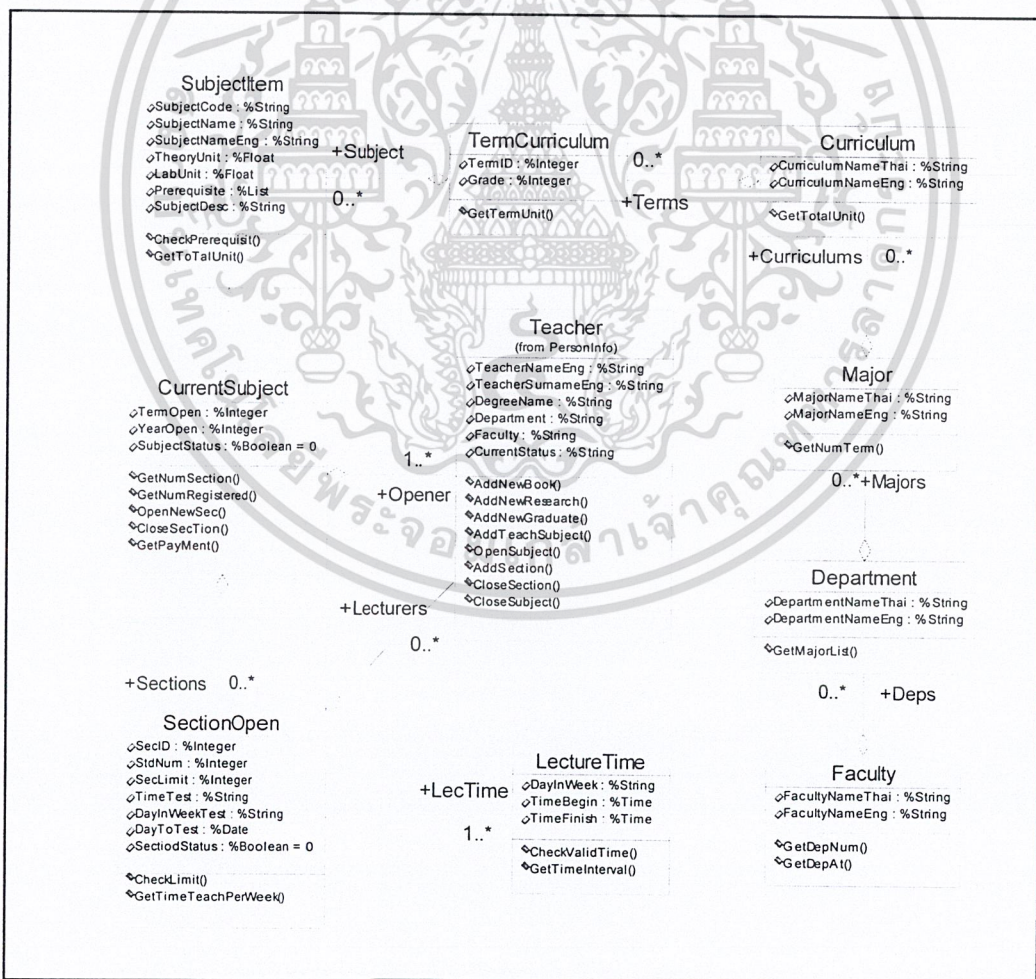 SubjectItem
SubjectCode : %String
SubjectName : %String
SubjectNameEng : %String
TheoryUnit : %Float
LabUnit : %Float
Prerequisite : %List
SubjectDesc : %String
CheckPrerequisit()
GetToTalUnit()
+Subject
0..*
TermCurriculum
TermID : %Integer
Grade : %Integer
GetTermUnit()
0..*
+Terms
Curriculum
CurriculumNameThai : %String
CurriculumNameEng : %String
GetTotalUnit()
+Curriculums 0..*
Teacher
(from PersonInfo)
TeacherNameEng : %String
TeacherSurnameEng : %String
DegreeName : %String
Department : %String
Faculty : %String
CurrentStatus : %String
AddNewBook()
AddNewResearch()
AddNewGraduate()
AddTeachSubject()
OpenSubject()
AddSection()
CloseSection()
CloseSubject()
CurrentSubject
TermOpen : %Integer
YearOpen : %Integer
SubjectStatus : %Boolean = 0
GetNumSection()
GetNumRegistered()
OpenNewSec()
CloseSecTion()
GetPayMent()
1..*
+Opener
Major
MajorNameThai : %String
MajorNameEng : %String
GetNumTerm()
0..*+Majors
+Lecturers
0..*
Department
DepartmentNameThai : %String
DepartmentNameEng : %String
GetMajorList()
0..* +Deps
+Sections 0..*
SectionOpen
SecID : %Integer
StdNum : %Integer
SecLimit : %Integer
TimeTest : %String
DayInWeekTest : %String
DayToTest : %Date
SectiodStatus : %Boolean = 0
CheckLimit()
GetTimeTeachPerWeek()
+LecTime
1..*
LectureTime
DayInWeek : %String
TimeBegin : %Time
TimeFinish : %Time
CheckValidTime()
GetTimeInterval()
Faculty
FacultyNameThai : %String
FacultyNameEng : %String
GetDepNum()
GetDepAt()